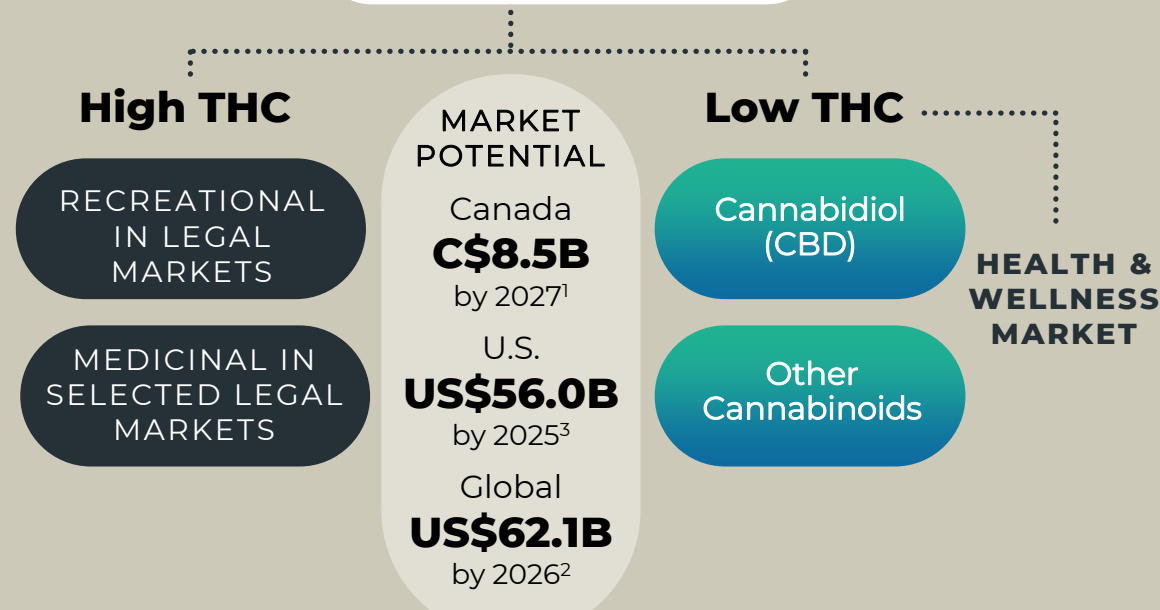 High THC
RECREATIONAL
IN LEGAL
MARKETS
MEDICINAL IN
SELECTED LEGAL
MARKETS
MARKET
POTENTIAL
Canada
C$8.5B
by 2027¹
U.S.
US$56.0B
by 2025³
Global
US$62.1B
by 2026²
Low THC
Cannabidiol
(CBD)
Other
Cannabinoids
HEALTH &
WELLNESS
MARKET